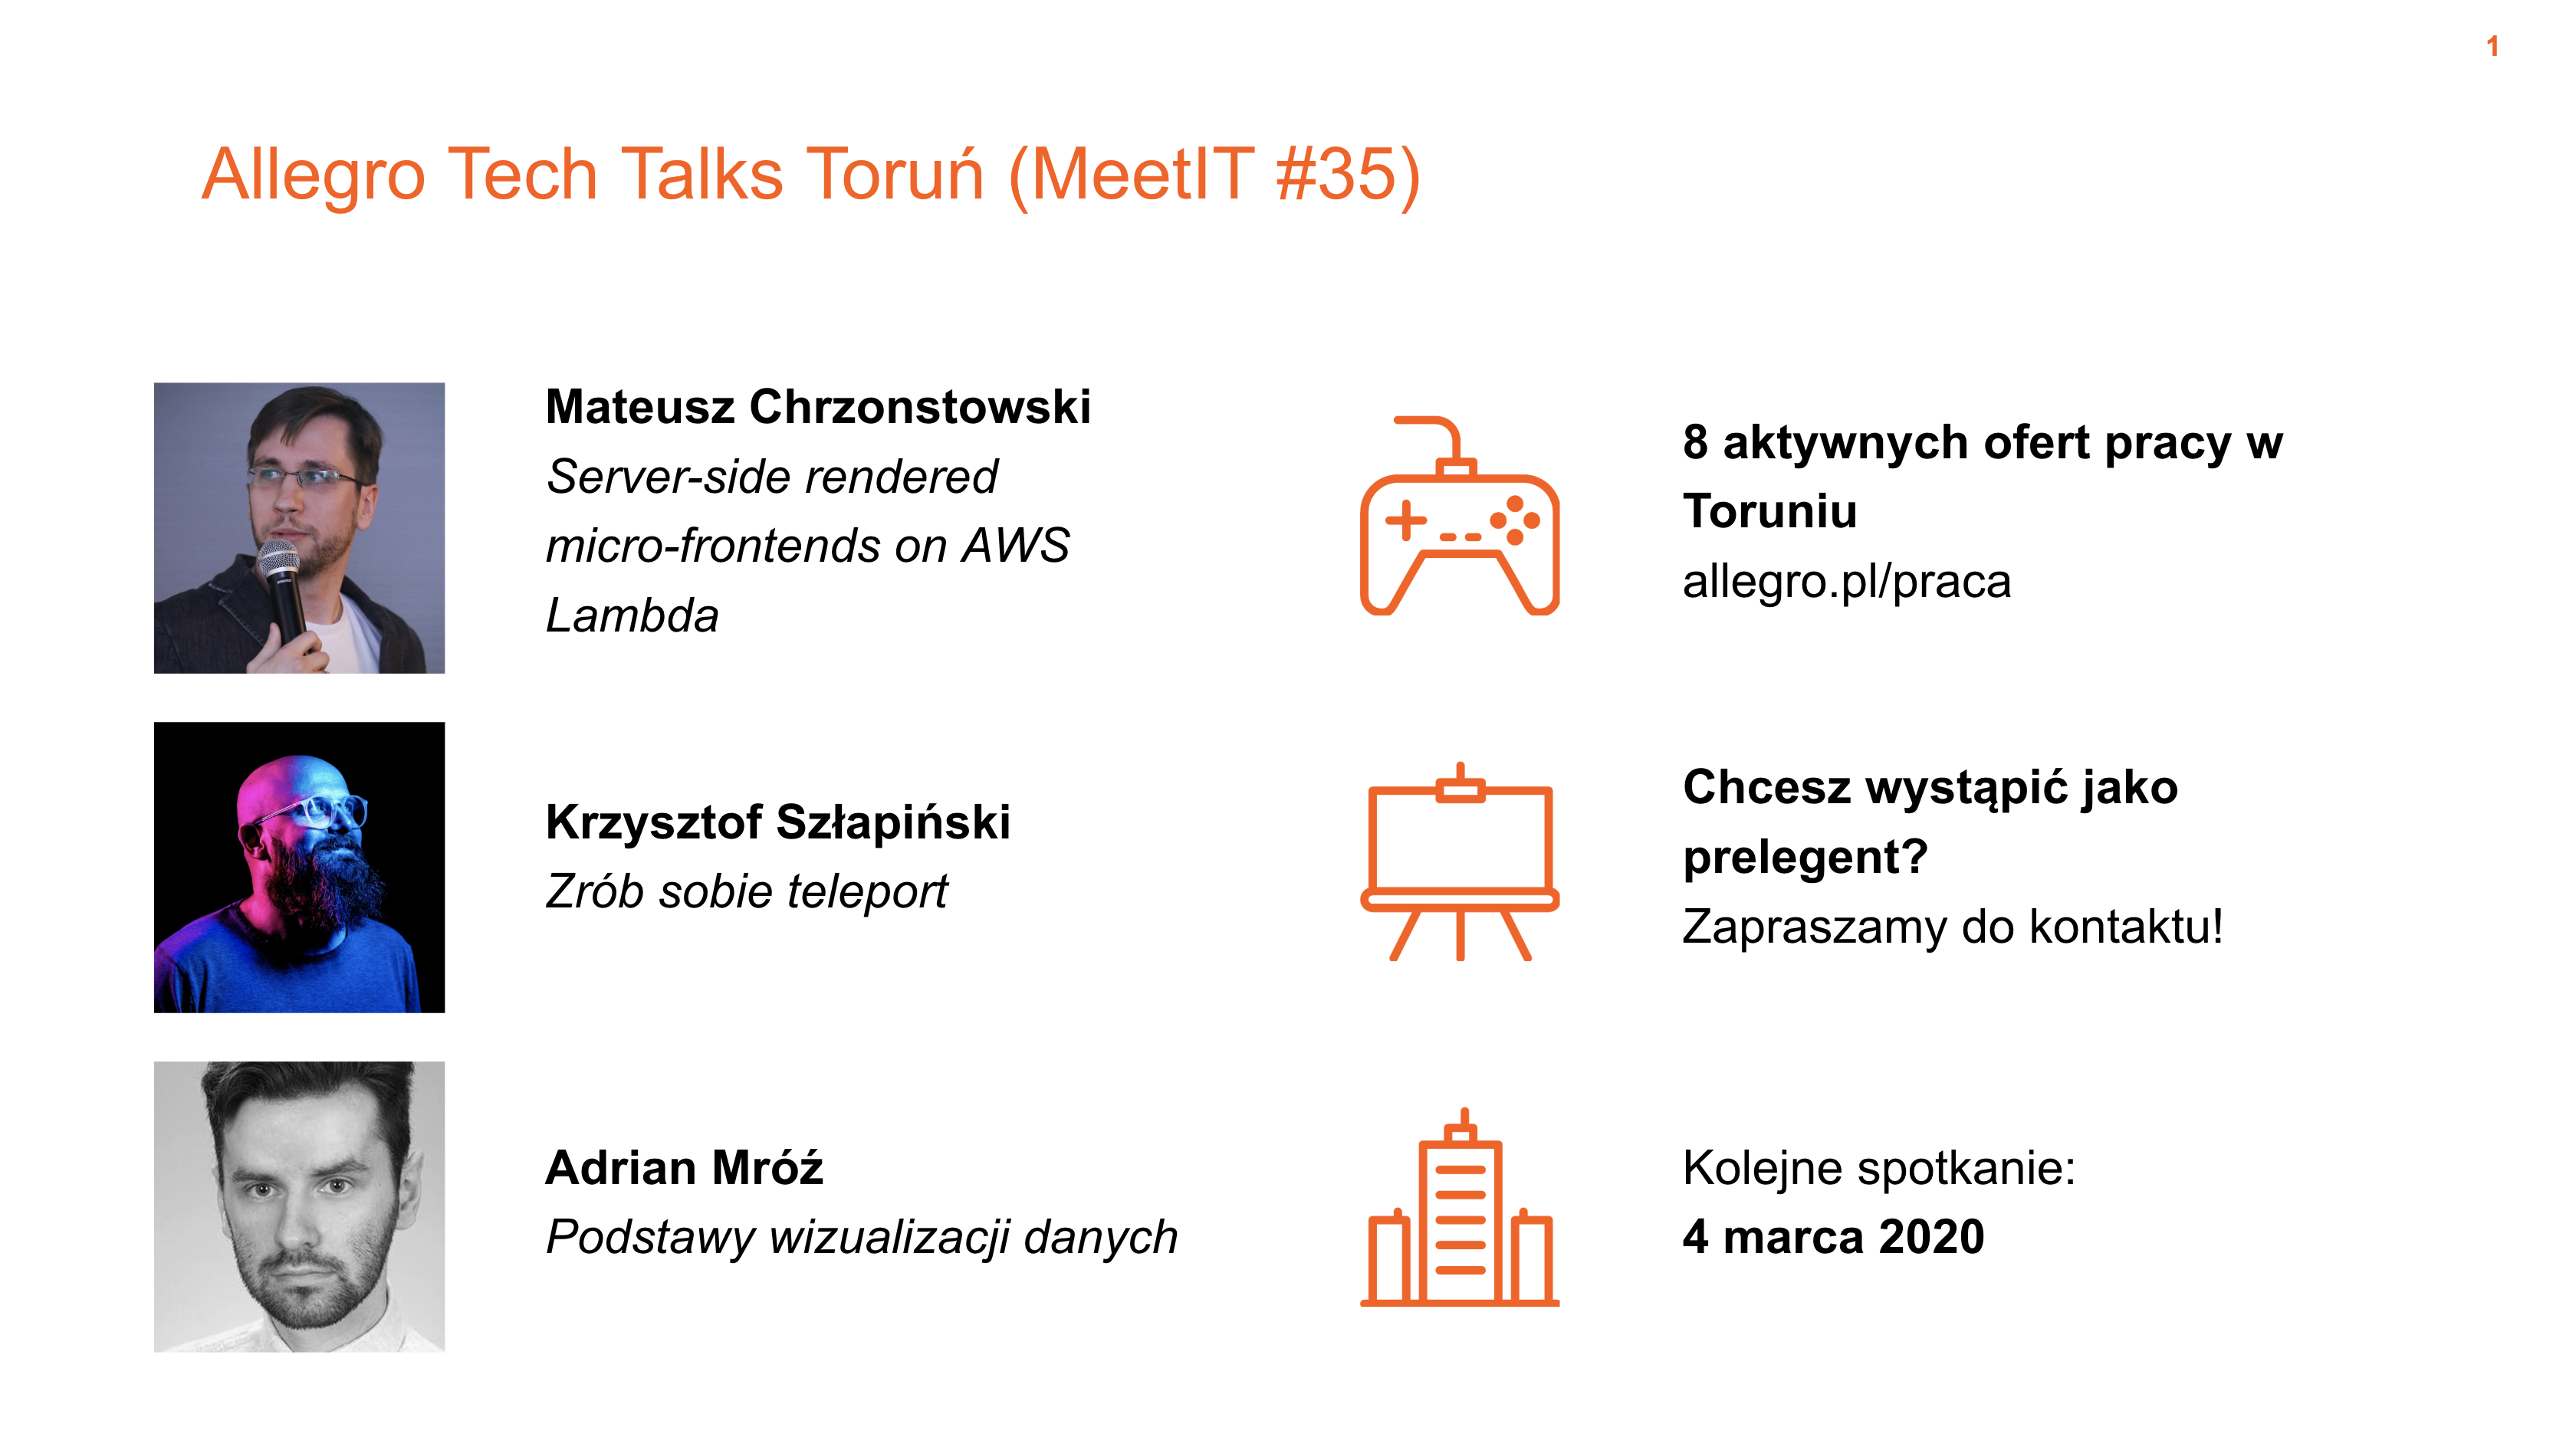 1
Allegro Tech Talks Toruń (MeetIT #35)
Mateusz Chrzonstowski
Server-side rendered
micro-frontends on AWS
Lambda
8 aktywnych ofert pracy w
Toruniu
allegro.pl/praca
Krzysztof Szłapiński
Zrób sobie teleport
Chcesz wystąpić jako
prelegent?
Zapraszamy do kontaktu!
Adrian Mróź
Podstawy wizualizacji danych
Kolejne spotkanie:
4 marca 2020